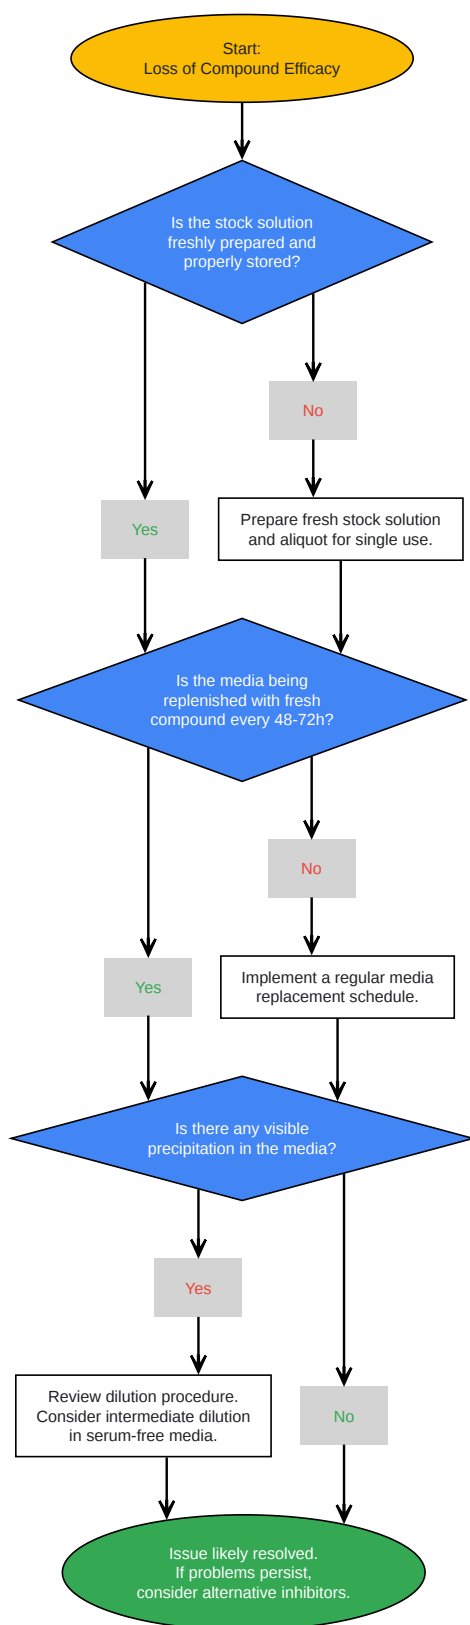 Start:
Loss of Compound Efficacy
Is the stock solution
freshly prepared and
properly stored?
No
Yes
Prepare fresh stock solution
and aliquot for single use.
Is the media being
replenished with fresh
compound every 48-72h?
No
Yes
Implement a regular media
replacement schedule.
Is there any visible
precipitation in the media?
Yes
Review dilution procedure.
Consider intermediate dilution
in serum-free media.
No
Issue likely resolved.
If problems persist,
consider alternative inhibitors.